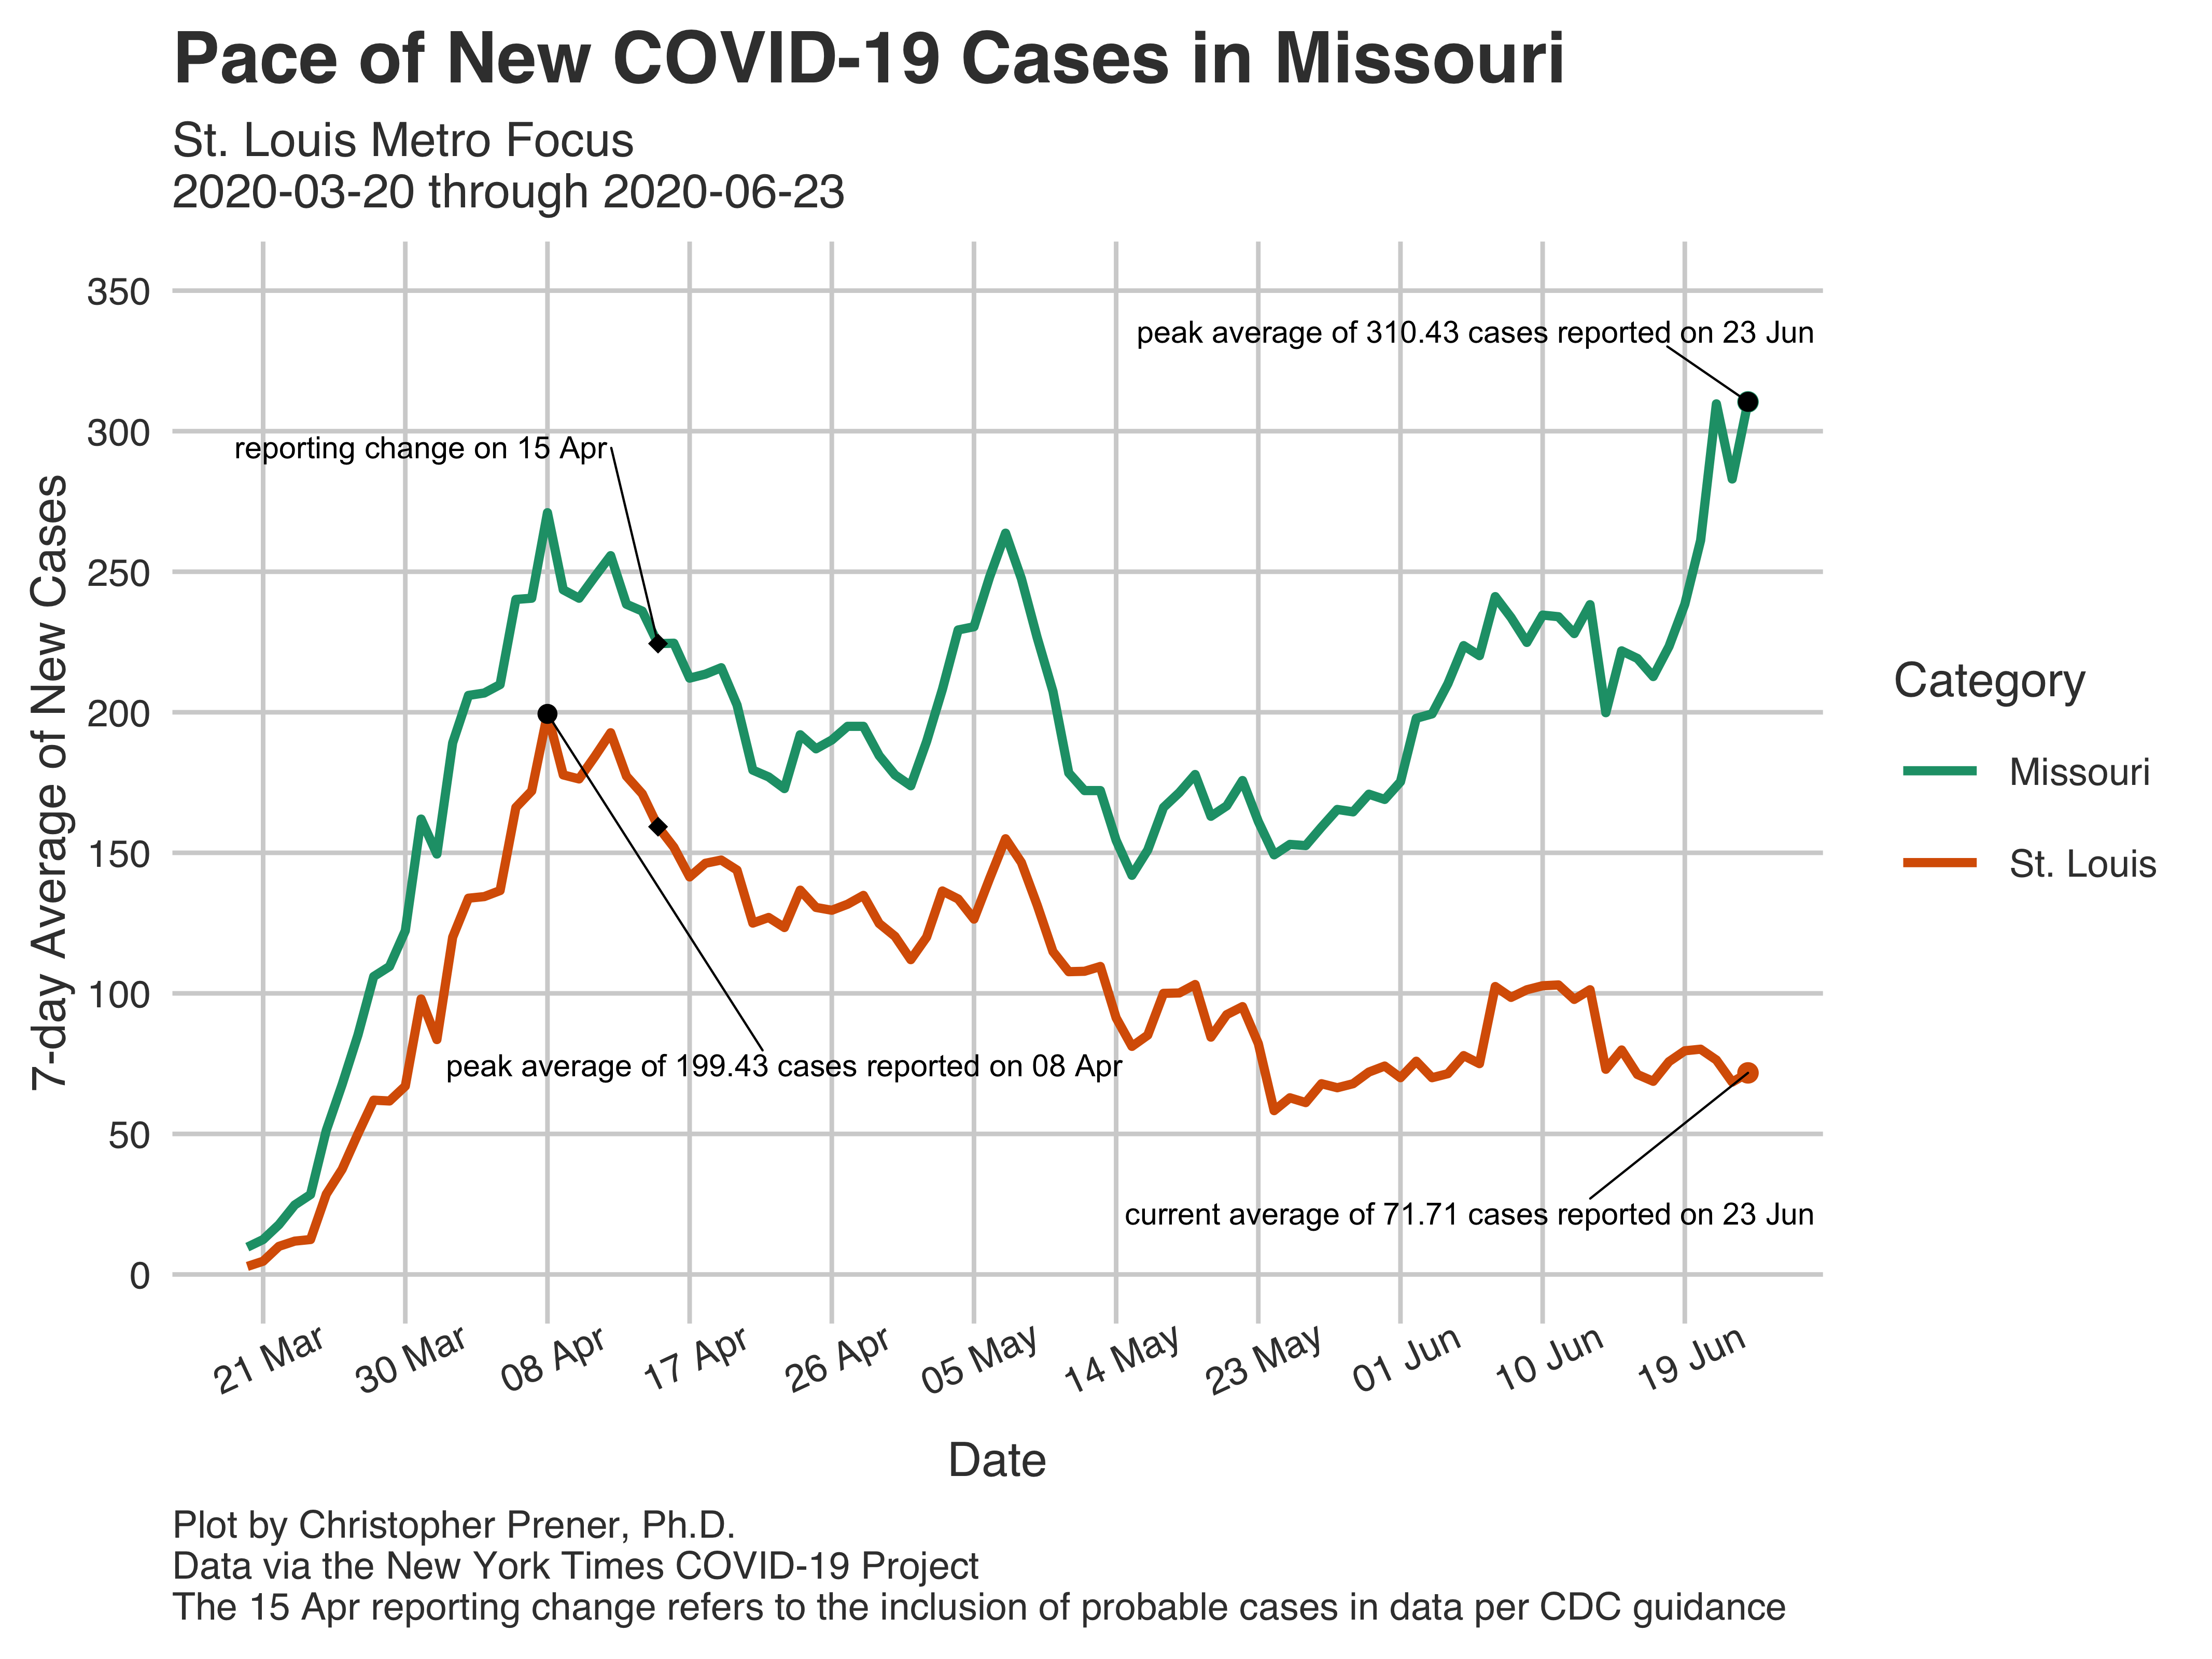 Pace of New COVID-19 Cases in Missouri
St. Louis Metro Focus
2020-03-20 through 2020-06-23
7-day Average of New Cases
350
300
250
200
150
100
50
0
peak average of 310.43 cases reported on 23 Jun
reporting change on 15 Apr
peak average of 199.43 cases reported on 08 Apr
current average of 71.71 cases reported on 23 Jun
Category
Missouri
St. Louis
21 Mar
30 Mar
08 Apr
17 Apr
26 Apr
05 May
14 May
23 May
01 Jun
10 Jun
19 Jun
Date
Plot by Christopher Prener, Ph.D.
Data via the New York Times COVID-19 Project
The 15 Apr reporting change refers to the inclusion of probable cases in data per CDC guidance